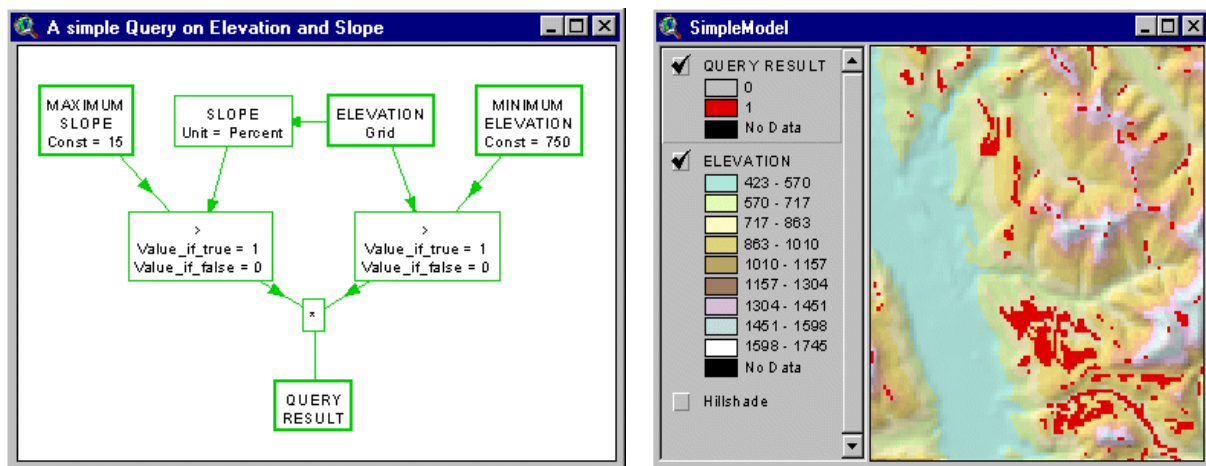 A simple Query on Elevation and Slope
MAXIMUM
SLOPE
Const = 15
SLOPE
Unit = Percent
ELEVATION
Grid
MINIMUM
ELEVATION
Const = 750
>
Value_if_true = 1
Value_if_false = 0
>
Value_if_true = 1
Value_if_false = 0
*
QUERY
RESULT
SimpleModel
QUERY RESULT
0
1
No Data
ELEVATION
423 - 570
570 - 717
717 - 863
863 - 1010
1010 - 1157
1157 - 1304
1304 - 1451
1451 - 1598
1598 - 1745
No Data
Hillshade